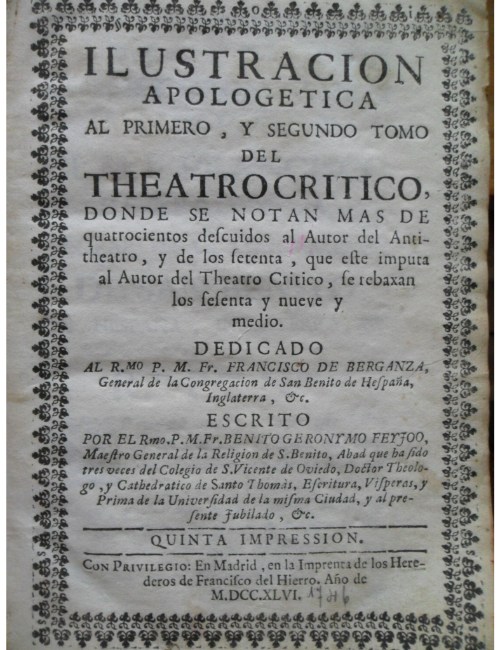 ILUSTRACION
APOLOGETICA
AL PRIMERO, Y SEGUNDO TOMO
DEL
THEATRO CRITICO,
DONDE SE NOTAN MAS DE
quatrocientos deſcuidos al Autor del Anti-
theatro, y de los ſetenta, que eſte imputa
al Autor del Theatro Critico, ſe rebaxan
los ſeſenta y nueve y
medio.
DEDICADO
AL R.MO P. M. Fr. FRANCISCO DE BERGANZA,
General de la Congregacion de San Benito de Heſpaña,
Inglaterra, &c.
ESCRITO
POR EL Rmo. P. M. Fr. BENITO GERONYMO FEYJOO,
Maeſtro General de la Religion de S. Benito, Abad que ha ſido
tres veces del Colegio de S. Vicente de Oviedo, Doctor Theolo-
go, y Cathedratico de Santo Thomàs, Eſcritura, Viſperas, y
Prima de la Univerſidad de la miſma Ciudad, y al pre-
ſente Jubilado, &c.
QUINTA IMPRESSION.
CON PRIVILEGIO: En Madrid, en la Imprenta de los Here-
deros de Franciſco del Hierro. Año de
M.DCC.XLVI. 1746